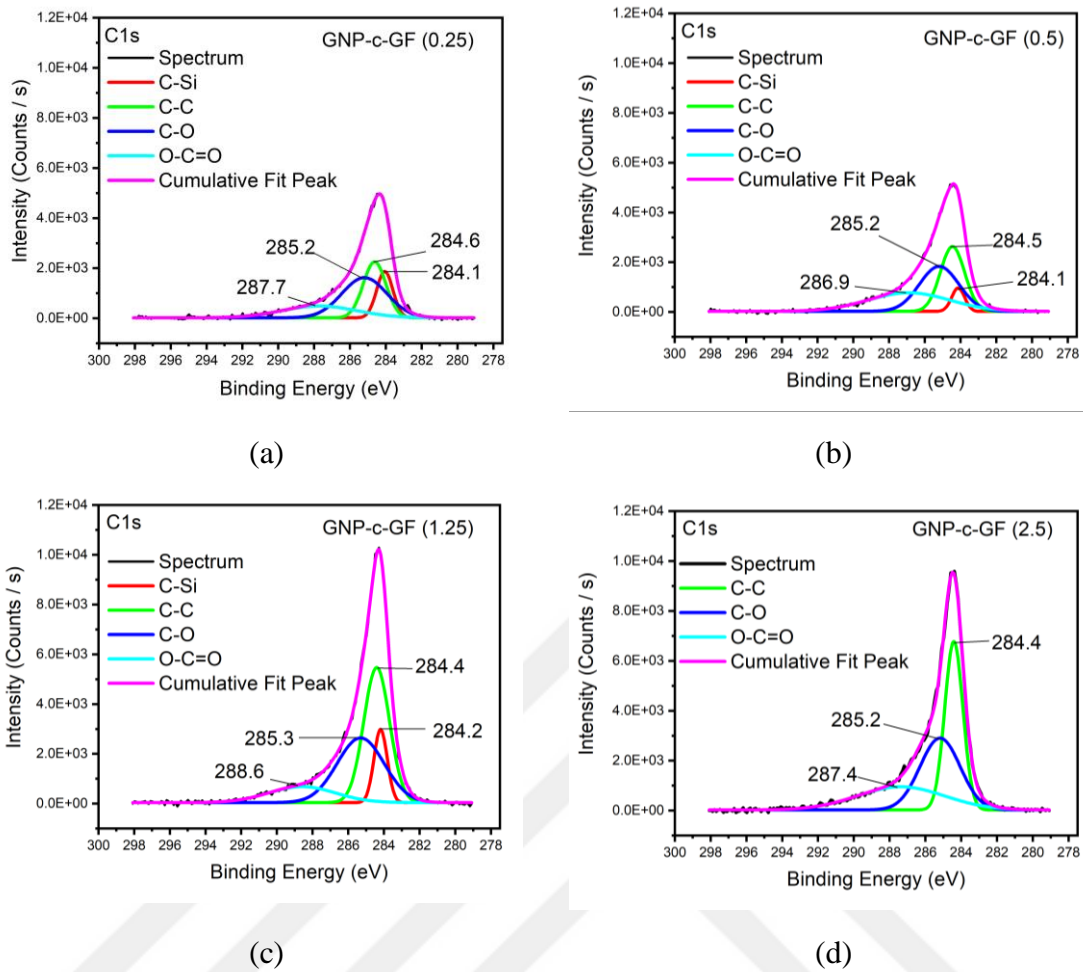 C1s
GNP-c-GF (0.25)
Spectrum
C-Si
C-C
C-O
O-C=O
Cumulative Fit Peak
1.2E+04
1.0E+04
8.0E+03
6.0E+03
4.0E+03
2.0E+03
0.0E+00
Intensity (Counts / s)
285.2
284.6
284.1
287.7
300 298 296 294 292 290 288 286 284 282 280 278
Binding Energy (eV)
(a)
C1s
GNP-c-GF (0.5)
Spectrum
C-Si
C-C
C-O
O-C=O
Cumulative Fit Peak
1.2E+04
1.0E+04
8.0E+03
6.0E+03
4.0E+03
2.0E+03
0.0E+00
Intensity (Counts / s)
285.2
284.5
286.9
284.1
300 298 296 294 292 290 288 286 284 282 280 278
Binding Energy (eV)
(b)
C1s
GNP-c-GF (1.25)
Spectrum
C-Si
C-C
C-O
O-C=O
Cumulative Fit Peak
1.2E+04
1.0E+04
8.0E+03
6.0E+03
4.0E+03
2.0E+03
0.0E+00
Intensity (Counts / s)
284.4
285.3
284.2
288.6
300 298 296 294 292 290 288 286 284 282 280 278
Binding Energy (eV)
(c)
C1s
GNP-c-GF (2.5)
Spectrum
C-C
C-O
O-C=O
Cumulative Fit Peak
1.2E+04
1.0E+04
8.0E+03
6.0E+03
4.0E+03
2.0E+03
0.0E+00
Intensity (Counts / s)
284.4
285.2
287.4
300 298 296 294 292 290 288 286 284 282 280 278
Binding Energy (eV)
(d)